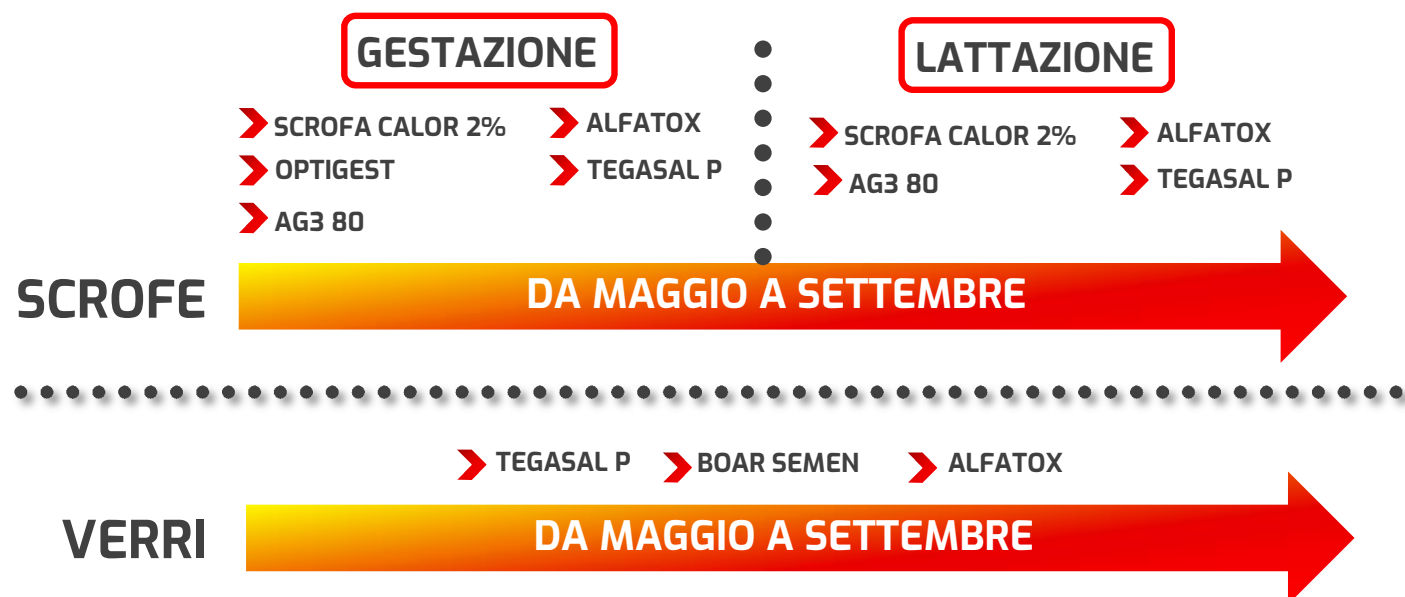 GESTAZIONE
LATTAZIONE
SCROFA CALOR 2%
ALFATOX
OPTIGEST
TEGASAL P
AG3 80
SCROFA CALOR 2%
ALFATOX
AG3 80
TEGASAL P
SCROFE
DA MAGGIO A SETTEMBRE
TEGASAL P
BOAR SEMEN
ALFATOX
VERRI
DA MAGGIO A SETTEMBRE